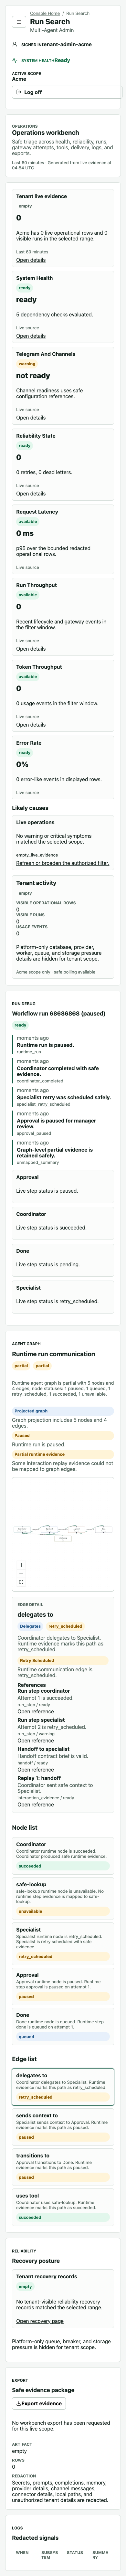 Console Home / Run Search
Run Search
Multi-Agent Admin
SIGNED IN tenant-admin-acme
SYSTEM HEALTH Ready
ACTIVE SCOPE
Acme
Log off
OPERATIONS
Operations workbench
Safe triage across health, reliability, runs,
gateway attempts, tools, delivery, logs, and
exports.
Last 60 minutes · Generated from live evidence at
04:54 UTC
Tenant live evidence
empty
0
Acme has 0 live operational rows and 0
visible runs in the selected range.
Last 60 minutes
Open details
System Health
ready
ready
5 dependency checks evaluated.
Live source
Open details
Telegram And Channels
warning
not ready
Channel readiness uses safe
configuration references.
Live source
Open details
Reliability State
ready
0
0 retries, 0 dead letters.
Live source
Open details
Request Latency
available
0 ms
p95 over the bounded redacted
operational rows.
Live source
Run Throughput
available
0
Recent lifecycle and gateway events in
the filter window.
Live source
Open details
Token Throughput
available
0
0 usage events in the filter window.
Live source
Open details
Error Rate
ready
0%
0 error-like events in displayed rows.
Live source
Likely causes
Live operations
No warning or critical symptoms
matched the selected scope.
empty_live_evidence
Refresh or broaden the authorized filter.
Tenant activity
empty
VISIBLE OPERATIONAL ROWS
0
VISIBLE RUNS
0
USAGE EVENTS
0
Platform-only database, provider,
worker, queue, and storage pressure
details are hidden for tenant scope.
Acme scope only · safe polling available
RUN DEBUG
Workflow run 68686868 (paused)
ready
moments ago
Runtime run is paused.
runtime_run
moments ago
Coordinator completed with safe
evidence.
coordinator_completed
moments ago
Specialist retry was scheduled safely.
specialist_retry_scheduled
moments ago
Approval is paused for manager
review.
approval_paused
moments ago
Graph-level partial evidence is
retained safely.
unmapped_summary
Approval
Live step status is paused.
Coordinator
Live step status is succeeded.
Done
Live step status is pending.
Specialist
Live step status is retry_scheduled.
AGENT GRAPH
Runtime run communication
partial
partial
Runtime agent graph is partial with 5 nodes and
4 edges; node statuses: 1 paused, 1 queued, 1
retry_scheduled, 1 succeeded, 1 unavailable.
Projected graph
Graph projection includes 5 nodes and 4
edges.
Paused
Runtime run is paused.
Partial runtime evidence
Some interaction replay evidence could not
be mapped to graph edges.
EDGE DETAIL
delegates to
Delegates
retry_scheduled
Coordinator delegates to Specialist.
Runtime evidence marks this path as
retry_scheduled.
Retry Scheduled
Runtime communication edge is
retry_scheduled.
References
Run step coordinator
Attempt 1 is succeeded.
run_step / ready
Open reference
Run step specialist
Attempt 2 is retry_scheduled.
run_step / warning
Open reference
Handoff to specialist
Handoff contract brief is valid.
handoff / ready
Open reference
Replay 1: handoff
Coordinator sent safe context to
Specialist.
interaction_evidence / ready
Open reference
Node list
Coordinator
Coordinator runtime node is succeeded.
Coordinator produced safe runtime evidence.
succeeded
safe-lookup
safe-lookup runtime node is unavailable. No
runtime step evidence is mapped to safe-
lookup.
unavailable
Specialist
Specialist runtime node is retry_scheduled.
Specialist is retry scheduled with safe
evidence.
retry_scheduled
Approval
Approval runtime node is paused. Runtime
step approval is paused on attempt 1.
paused
Done
Done runtime node is queued. Runtime step
done is queued on attempt 1.
queued
Edge list
delegates to
Coordinator delegates to Specialist. Runtime
evidence marks this path as retry_scheduled.
retry_scheduled
sends context to
Specialist sends context to Approval. Runtime
evidence marks this path as paused.
paused
transitions to
Approval transitions to Done. Runtime
evidence marks this path as paused.
paused
uses tool
Coordinator uses safe-lookup. Runtime
evidence marks this path as succeeded.
succeeded
RELIABILITY
Recovery posture
Tenant recovery records
empty
No tenant-visible reliability recovery
records matched the selected range.
Open recovery page
Platform-only queue, breaker, and storage
pressure is hidden for tenant scope.
EXPORT
Safe evidence package
Export evidence
No workbench export has been requested
for this live scope.
ARTIFACT
empty
ROWS
0
REDACTION
Secrets, prompts, completions, memory,
provider details, channel messages,
connector details, local paths, and
unauthorized tenant details are redacted.
LOGS
Redacted signals
WHEN
SUBSYS
TEM
STATUS
SUMMA
RY